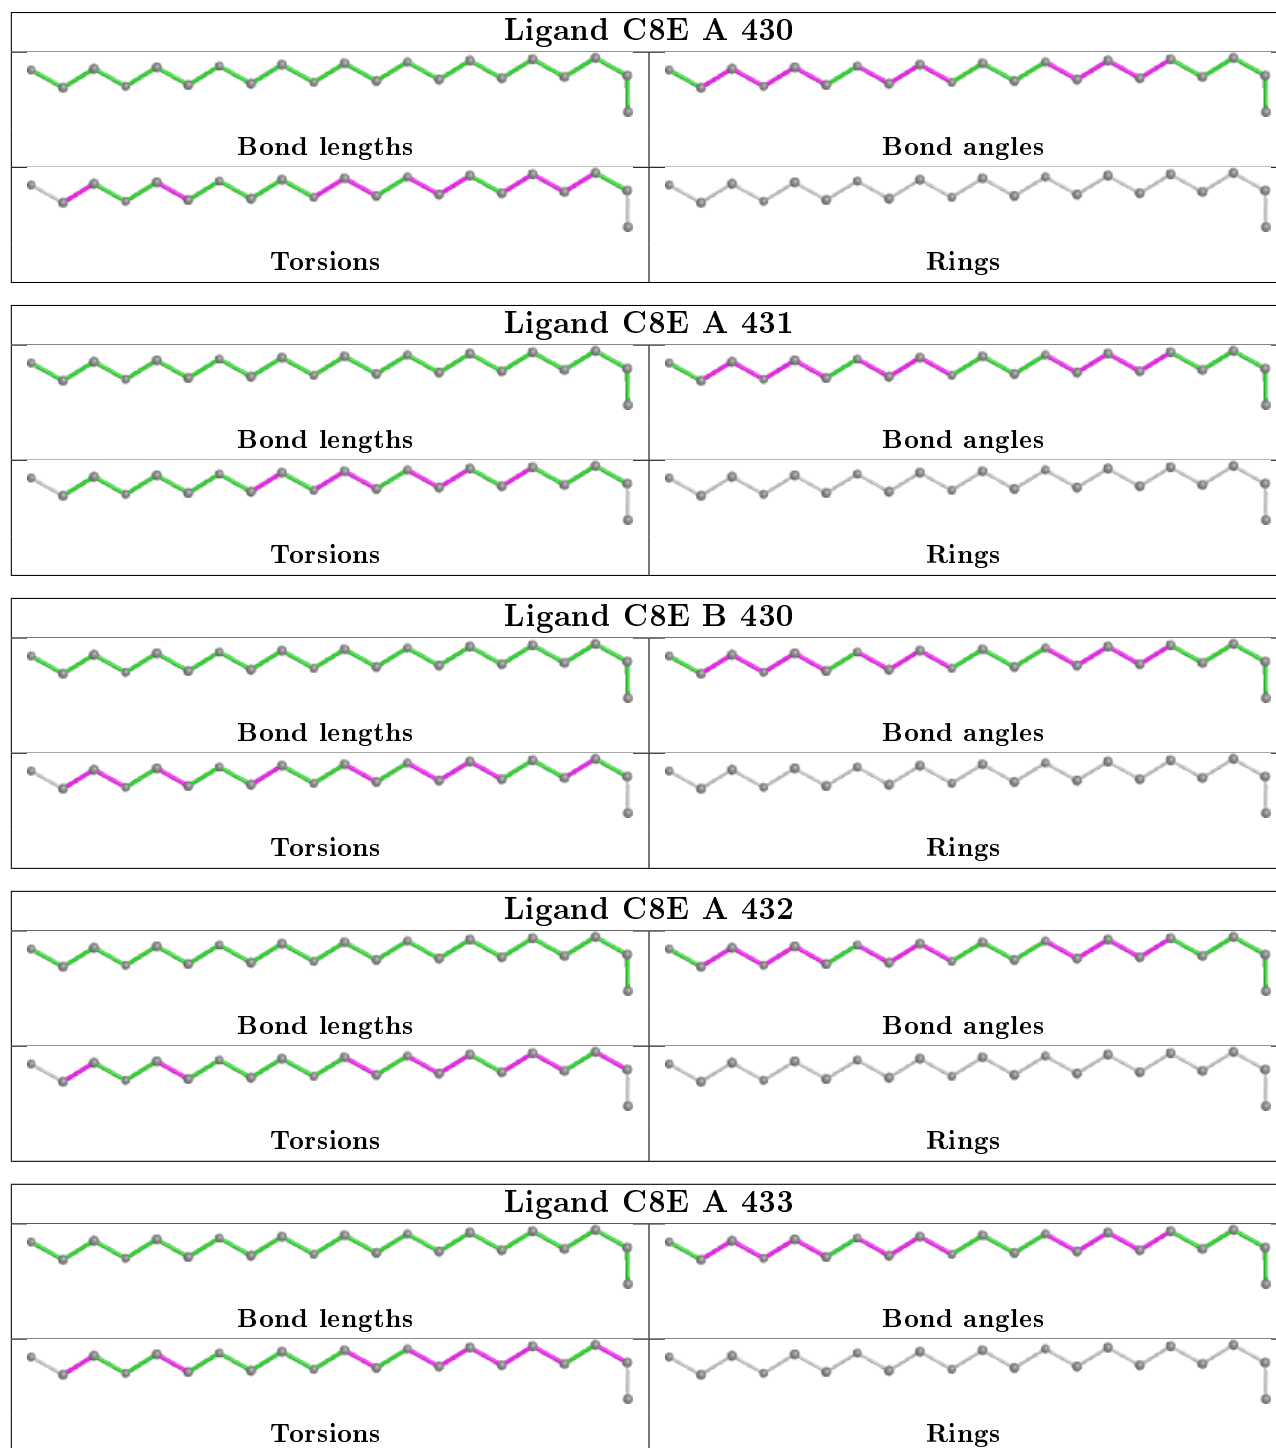 Ligand C8E A 430
Bond lengths
Bond angles
Torsions
Rings
Ligand C8E A 431
Bond lengths
Bond angles
Torsions
Rings
Ligand C8E B 430
Bond lengths
Bond angles
Torsions
Rings
Ligand C8E A 432
Bond lengths
Bond angles
Torsions
Rings
Ligand C8E A 433
Bond lengths
Bond angles
Torsions
Rings